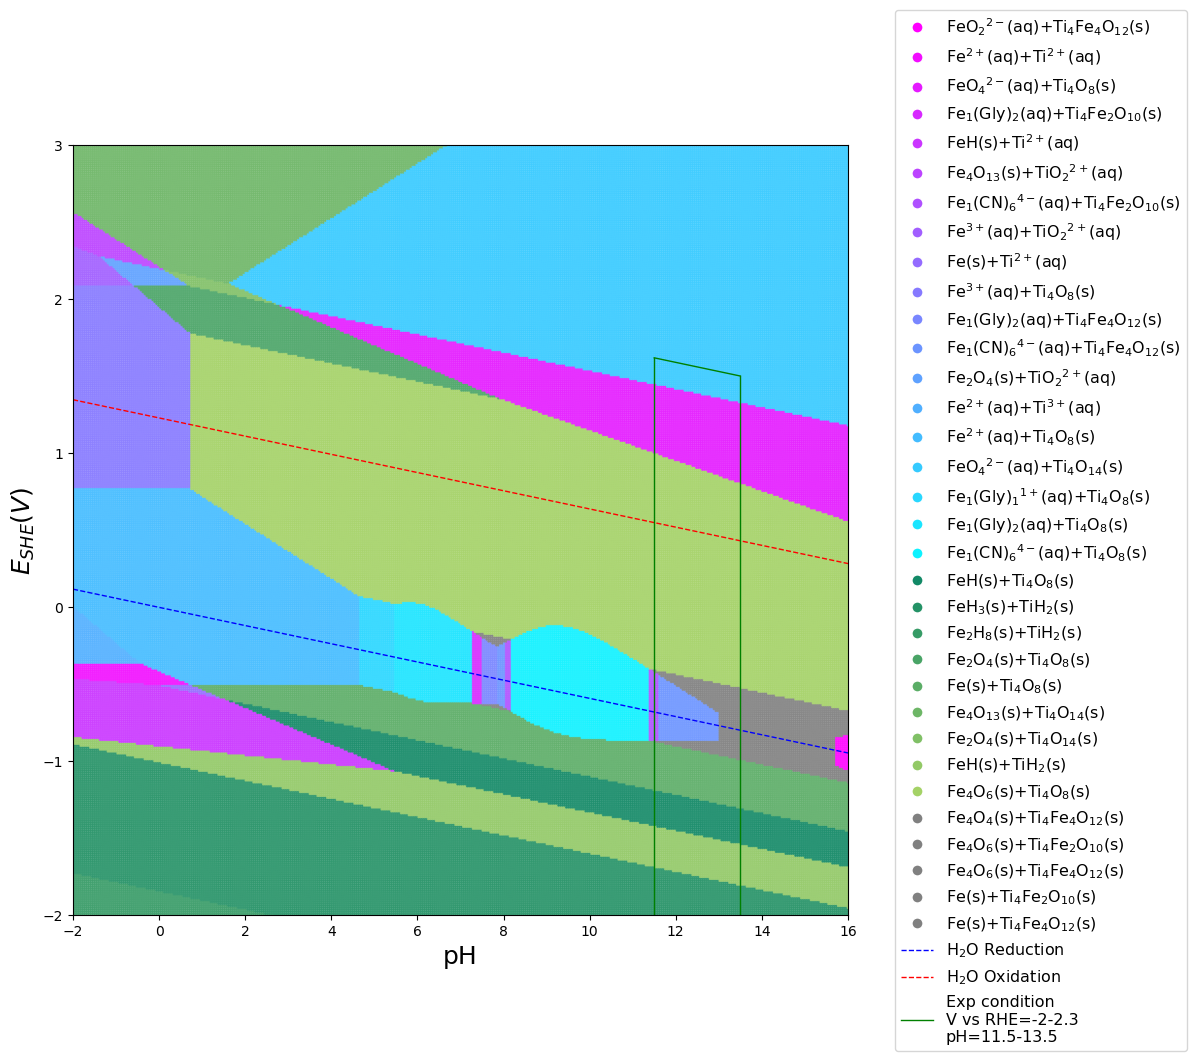 3
2
1
0
−1
−2
E_SHE(V)
−2
0
2
4
6
8
10
12
14
16
pH
FeO₂²⁻(aq)+Ti₄Fe₄O₁₂(s)
Fe²⁺(aq)+Ti²⁺(aq)
FeO₄²⁻(aq)+Ti₄O₈(s)
Fe₁(Gly)₂(aq)+Ti₄Fe₂O₁₀(s)
FeH(s)+Ti²⁺(aq)
Fe₄O₁₃(s)+TiO₂²⁺(aq)
Fe₁(CN)₆⁴⁻(aq)+Ti₄Fe₂O₁₀(s)
Fe³⁺(aq)+TiO₂²⁺(aq)
Fe(s)+Ti²⁺(aq)
Fe³⁺(aq)+Ti₄O₈(s)
Fe₁(Gly)₂(aq)+Ti₄Fe₄O₁₂(s)
Fe₁(CN)₆⁴⁻(aq)+Ti₄Fe₄O₁₂(s)
Fe₂O₄(s)+TiO₂²⁺(aq)
Fe²⁺(aq)+Ti³⁺(aq)
Fe²⁺(aq)+Ti₄O₈(s)
FeO₄²⁻(aq)+Ti₄O₁₄(s)
Fe₁(Gly)₁¹⁺(aq)+Ti₄O₈(s)
Fe₁(Gly)₂(aq)+Ti₄O₈(s)
Fe₁(CN)₆⁴⁻(aq)+Ti₄O₈(s)
FeH(s)+Ti₄O₈(s)
FeH₃(s)+TiH₂(s)
Fe₂H₈(s)+TiH₂(s)
Fe₂O₄(s)+Ti₄O₈(s)
Fe(s)+Ti₄O₈(s)
Fe₄O₁₃(s)+Ti₄O₁₄(s)
Fe₂O₄(s)+Ti₄O₁₄(s)
FeH(s)+TiH₂(s)
Fe₄O₆(s)+Ti₄O₈(s)
Fe₄O₄(s)+Ti₄Fe₄O₁₂(s)
Fe₄O₆(s)+Ti₄Fe₂O₁₀(s)
Fe₄O₆(s)+Ti₄Fe₄O₁₂(s)
Fe(s)+Ti₄Fe₂O₁₀(s)
Fe(s)+Ti₄Fe₄O₁₂(s)
H₂O Reduction
H₂O Oxidation
Exp condition
V vs RHE=-2-2.3
pH=11.5-13.5